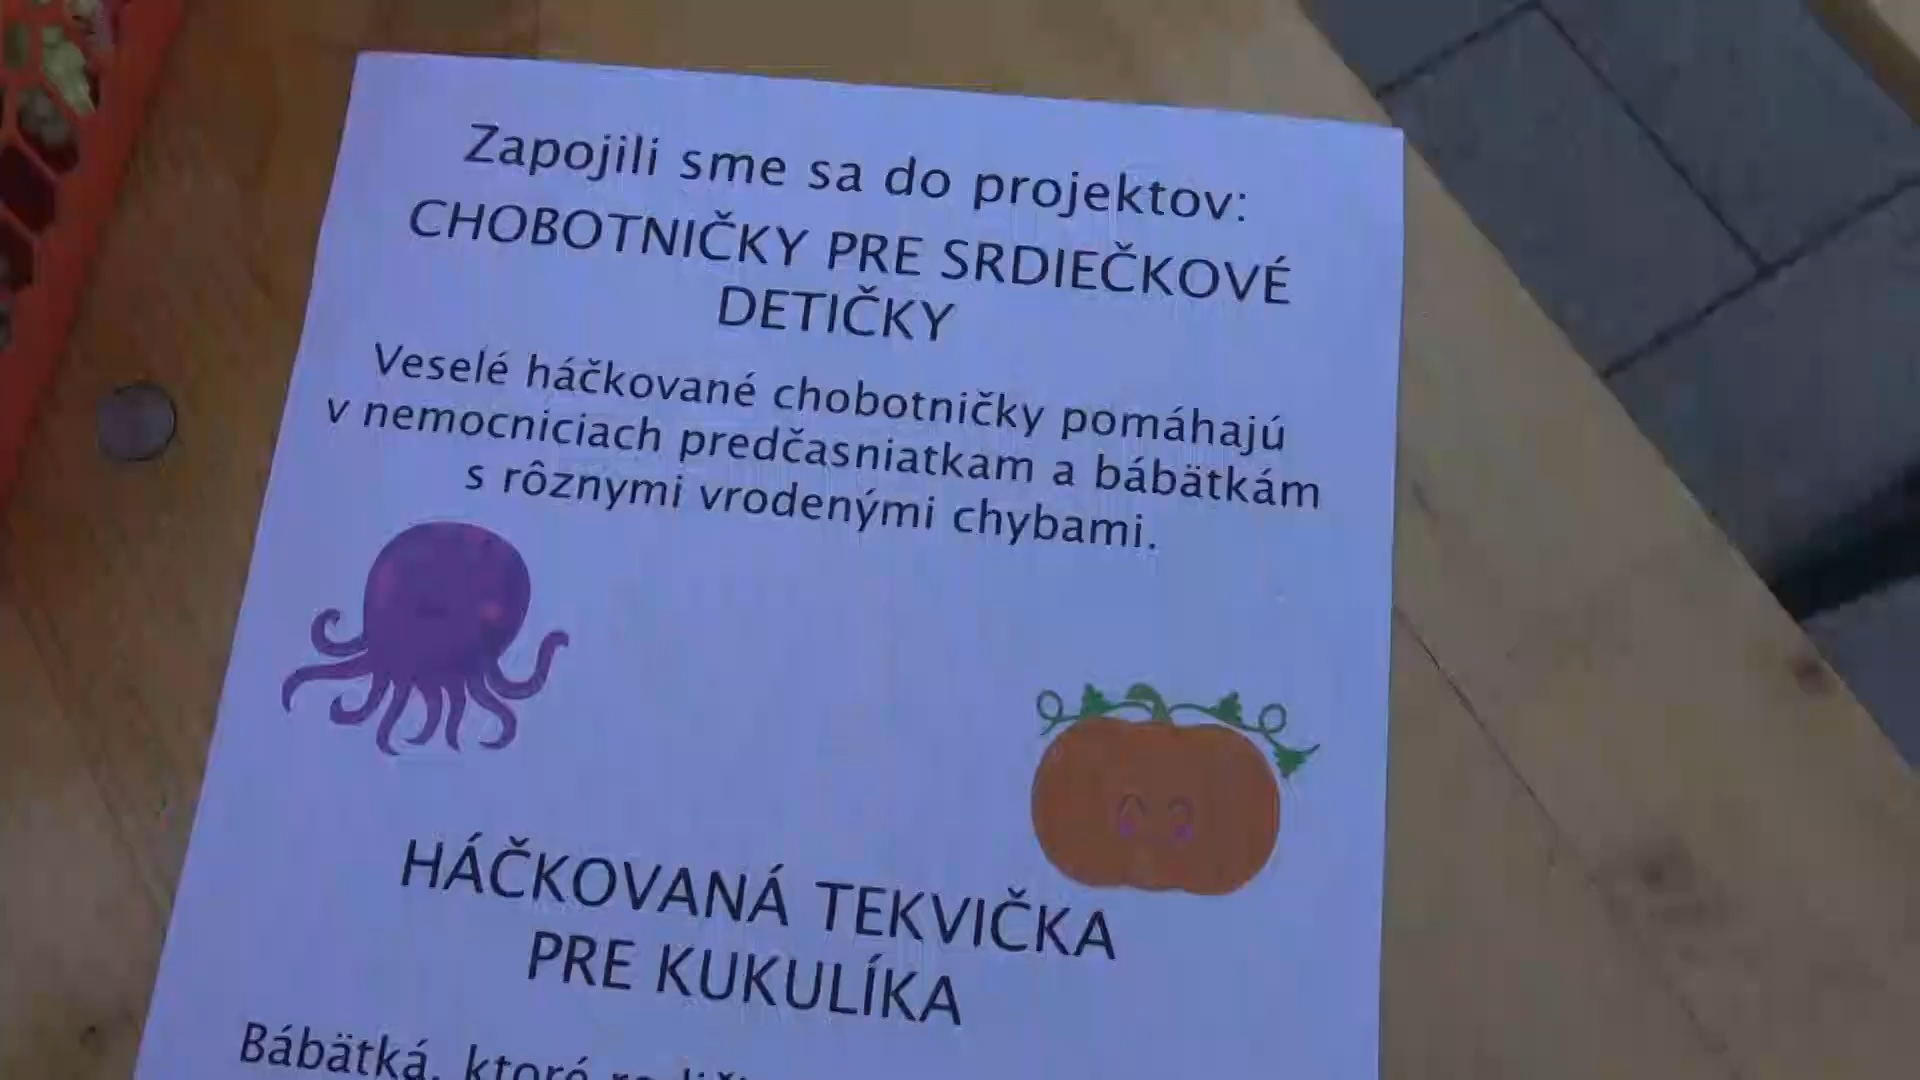 Zapojili sme sa do projektov:
CHOBOTNIČKY PRE SRDIEČKOVÉ
DETIČKY
Veselé háčkované chobotničky pomáhajú
v nemocniciach predčasniatkam a bábätkám
s rôznymi vrodenými chybami.
HÁČKOVANÁ TEKVIČKA
PRE KUKULÍKA
Bábätká, ktoré